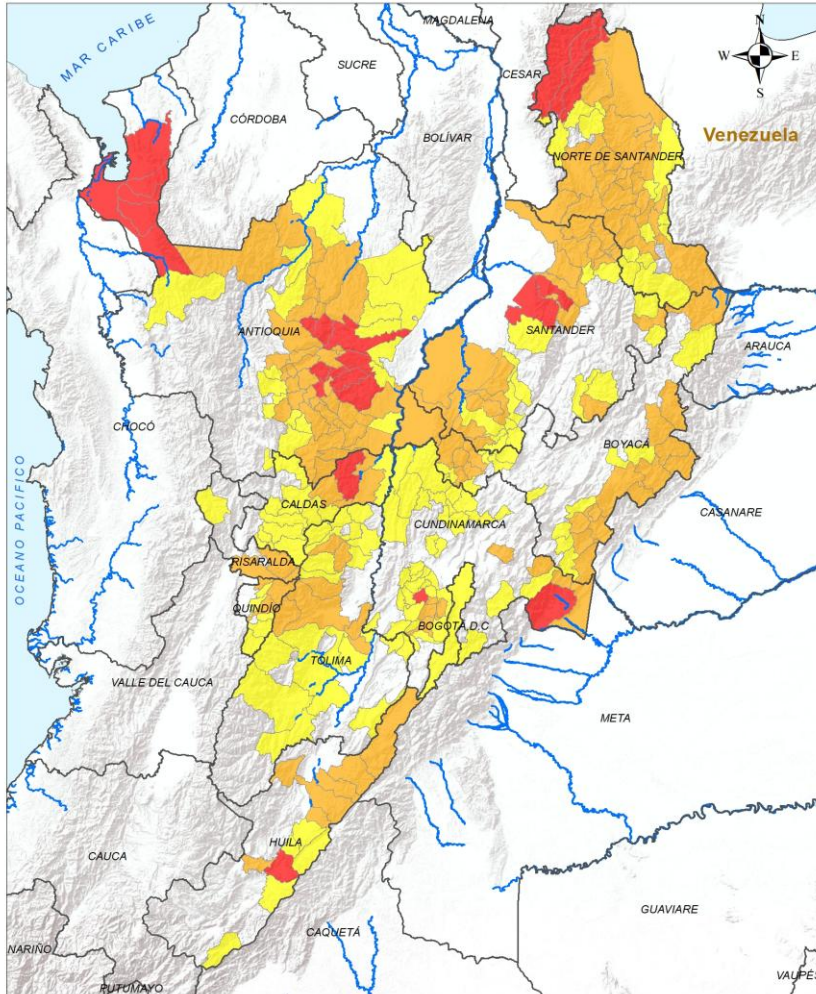 MAGDALENA
N
W E
S
MAR CARIBE
SUCRE
CESAR
CÓRDOBA
BOLÍVAR
Venezuela
NORTE DE SANTANDER
ANTIOQUIA
SANTANDER
ARAUCA
CHOCÓ
BOYACÁ
OCEANO PACIFICO
CALDAS
CUNDINAMARCA
CASANARE
RISARALDA
QUINDÍO
BOGOTÁ,D.C
TOLIMA
VALLE DEL CAUCA
META
HUILA
CAUCA
GUAVIARE
CAQUETÁ
NARIÑO
PUTUMAYO
VAUPÉS